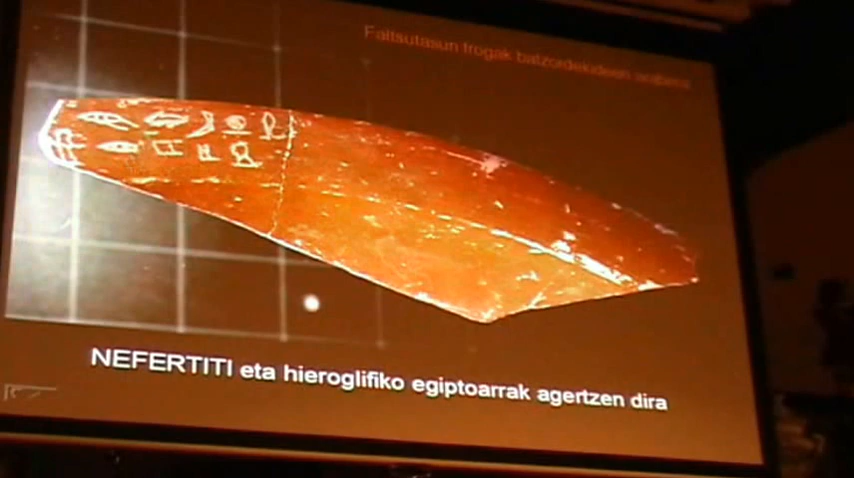 Faltsutasun frogak batzordekideen arabera
NEFERTITI eta hieroglifiko egiptoarrak agertzen dira